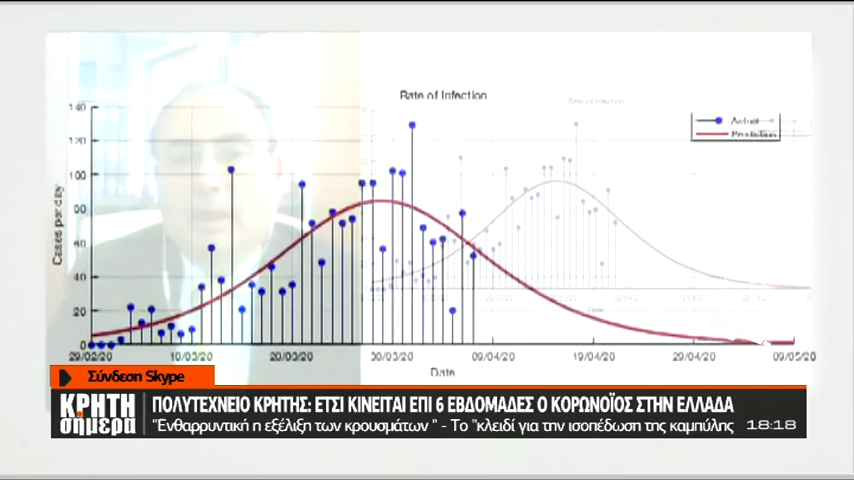 Rate of Infection
Rate of Infection
140
120
100
80
60
40
20
0
Cases per day
Actual
Prediction
29/02/20
10/03/20
20/03/20
30/03/20
09/04/20
19/04/20
29/04/20
09/05/20
Date
Σύνδεση Skype
ΚΡΗΤΗ
σήμερα
ΠΟΛΥΤΕΧΝΕΙΟ ΚΡΗΤΗΣ: ΕΤΣΙ ΚΙΝΕΙΤΑΙ ΕΠΙ 6 ΕΒΔΟΜΑΔΕΣ Ο ΚΟΡΩΝΟΪΟΣ ΣΤΗΝ ΕΛΛΑΔΑ
"Ενθαρρυντική η εξέλιξη των κρουσμάτων " - Το "κλειδί για την ισοπέδωση της καμπύλης
18:18